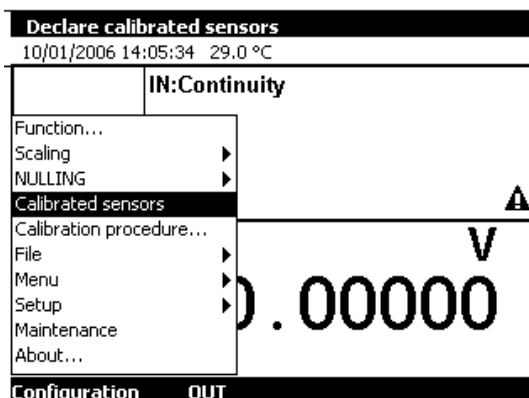 Declare calibrated sensors
10/01/2006 14:05:34 29.0 °C
IN:Continuity
Function...
Scaling
NULLING
Calibrated sensors
Calibration procedure...
File
Menu
Setup
Maintenance
About...
V
0.00000
Configuration OUT